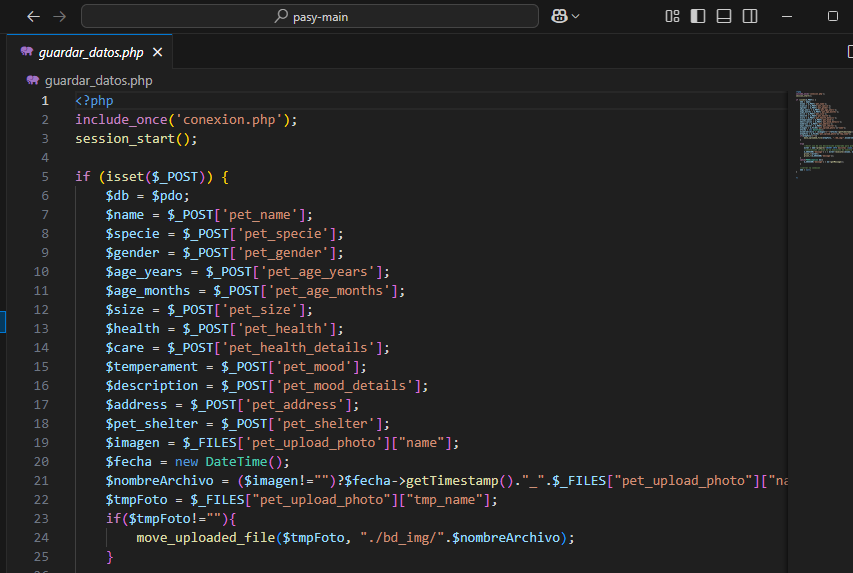 pasy-main
guardar_datos.php
guardar_datos.php
1 <?php
2 include_once('conexion.php');
3 session_start();
4
5 if (isset($_POST)) {
6 $db = $pdo;
7 $name = $_POST['pet_name'];
8 $specie = $_POST['pet_specie'];
9 $gender = $_POST['pet_gender'];
10 $age_years = $_POST['pet_age_years'];
11 $age_months = $_POST['pet_age_months'];
12 $size = $_POST['pet_size'];
13 $health = $_POST['pet_health'];
14 $care = $_POST['pet_health_details'];
15 $temperament = $_POST['pet_mood'];
16 $description = $_POST['pet_mood_details'];
17 $address = $_POST['pet_address'];
18 $pet_shelter = $_POST['pet_shelter'];
19 $imagen = $_FILES['pet_upload_photo']["name"];
20 $fecha = new DateTime();
21 $nombreArchivo = ($imagen!="")?$fecha->getTimestamp()."_".$_FILES["pet_upload_photo"]["na
22 $tmpFoto = $_FILES["pet_upload_photo"]["tmp_name"];
23 if($tmpFoto!=""){
24 move_uploaded_file($tmpFoto, "./bd_img/".$nombreArchivo);
25 }